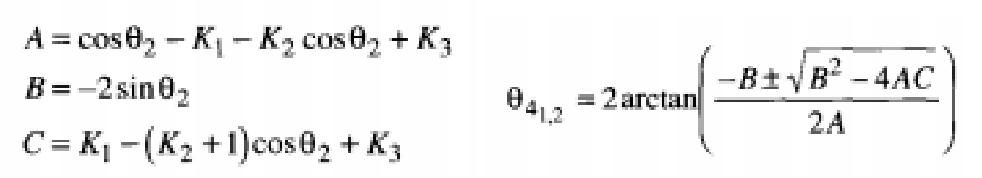 A = cosθ₂ − K₁ − K₂ cosθ₂ + K₃
B = −2 sinθ₂
C = K₁ − (K₂ + 1)cosθ₂ + K₃
θ₄₁,₂ = 2 arctan( (−B ± √(B² − 4AC)) / 2A )